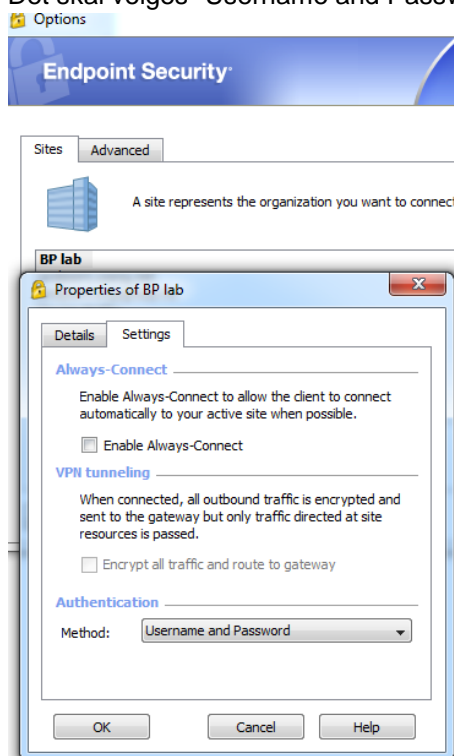 Det skal velges "Username and Passw
Options
Endpoint Security
Sites Advanced
A site represents the organization you want to connect
BP lab
Properties of BP lab
Details Settings
Always-Connect
Enable Always-Connect to allow the client to connect
automatically to your active site when possible.
Enable Always-Connect
VPN tunneling
When connected, all outbound traffic is encrypted and
sent to the gateway but only traffic directed at site
resources is passed.
Encrypt all traffic and route to gateway
Authentication
Method: Username and Password
OK Cancel Help